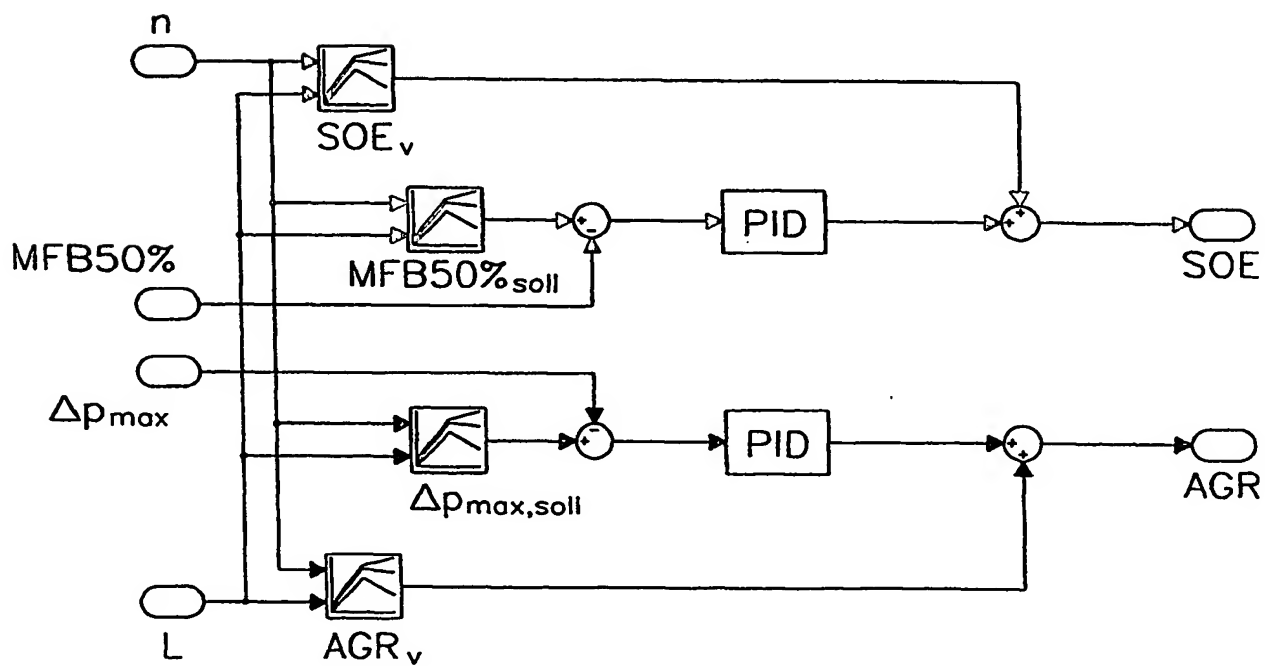 n
SOEv
MFB50%
MFB50%soll
PID
SOE
Δpmax
Δpmax,soll
PID
AGR
L
AGRv
+
-
+
+
+
-
+
+